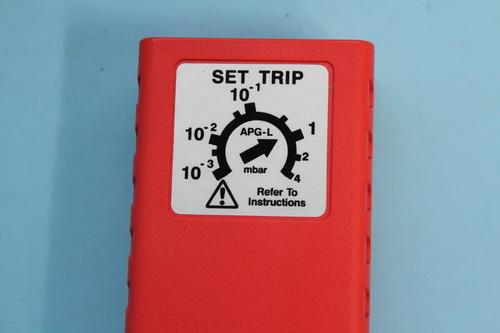 SET TRIP
10⁻¹
10⁻² APG-L 1
10⁻³ mbar 2
4
Refer To
Instructions